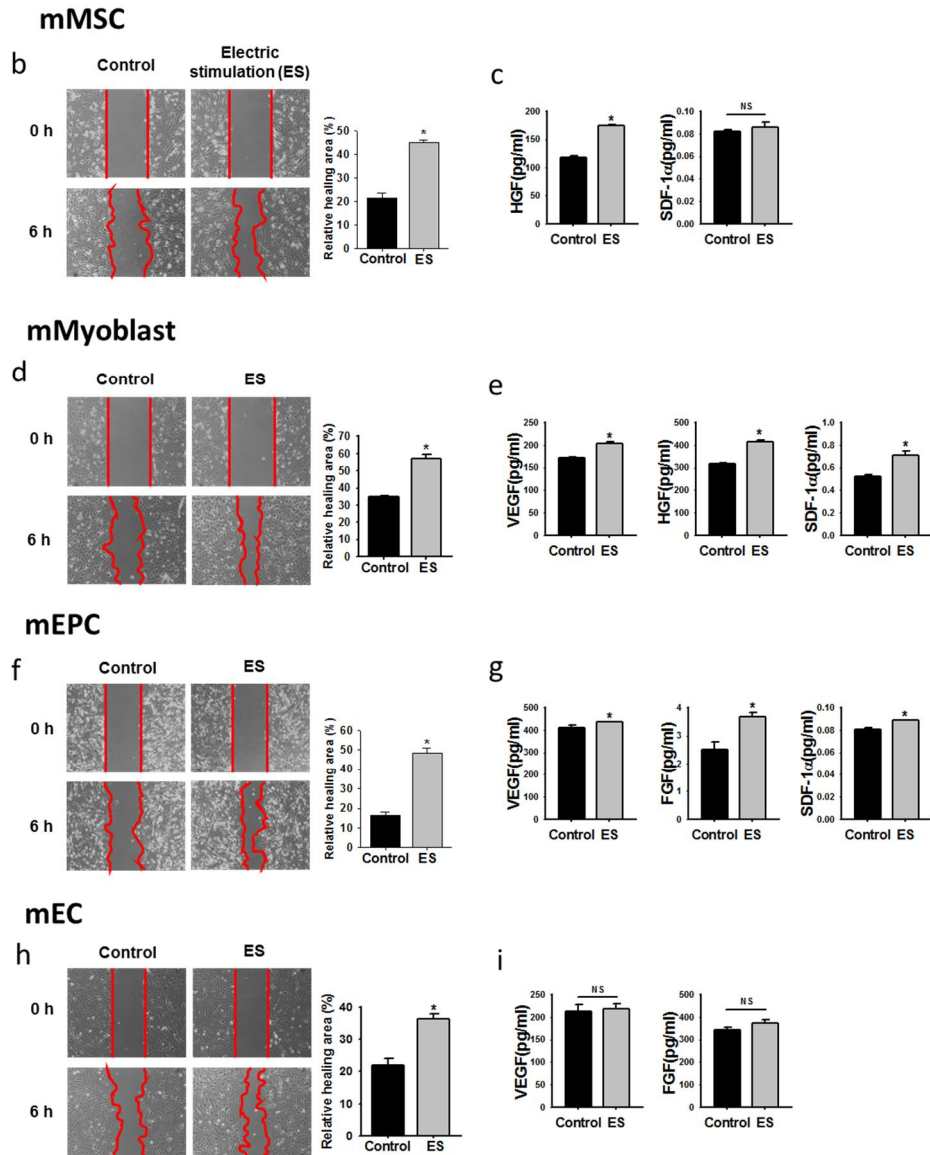 mMSC
b
Control
Electric
stimulation (ES)
0 h
6 h
Relative healing area (%)
50
40
30
20
10
0
*
Control ES
c
HGF(pg/ml)
200
150
100
50
0
*
Control ES
SDF-1α(pg/ml)
0.10
0.08
0.06
0.04
0.02
0.00
NS
Control ES
mMyoblast
d
Control
ES
0 h
6 h
Relative healing area (%)
70
60
50
40
30
20
10
0
*
Control ES
e
VEGF(pg/ml)
250
200
150
100
50
0
*
Control ES
HGF(pg/ml)
500
400
300
200
100
0
*
Control ES
SDF-1α(pg/ml)
1.0
0.8
0.6
0.4
0.2
0.0
*
Control ES
mEPC
f
Control
ES
0 h
6 h
Relative healing area (%)
60
50
40
30
20
10
0
*
Control ES
g
VEGF(pg/ml)
500
400
300
200
100
0
*
Control ES
FGF(pg/ml)
4
3
2
1
0
*
Control ES
SDF-1α(pg/ml)
0.10
0.08
0.06
0.04
0.02
0.00
*
Control ES
mEC
h
Control
ES
0 h
6 h
Relative healing area (%)
40
30
20
10
0
*
Control ES
i
VEGF(pg/ml)
250
200
150
100
50
0
NS
Control ES
FGF(pg/ml)
500
400
300
200
100
0
NS
Control ES